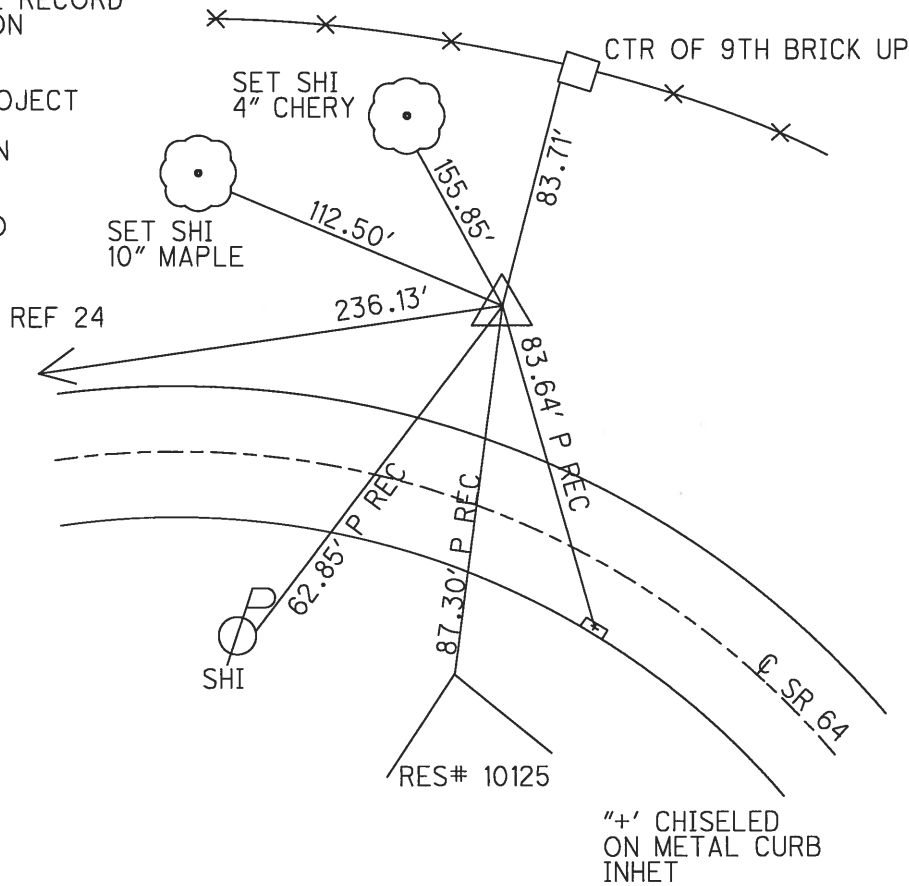 RECORD
ON
OJECT
N
CTR OF 9TH BRICK UP
SET SHI
4" CHERY
SET SHI
10" MAPLE
155.85'
83.71'
112.50'
236.13'
REF 24
83.64' P REC
62.85' P REC
87.30' P REC
SHI
RES# 10125
℄ SR 64
"+' CHISELED
ON METAL CURB
INHET